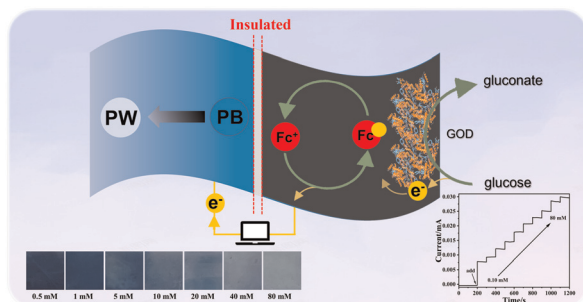 Insulated
PW
PB
Fc⁺
Fc
gluconate
GOD
glucose
e⁻
e⁻
0.5 mM 1 mM 5 mM 10 mM 20 mM 40 mM 80 mM
Current/mA
0.030
0.025
0.020
0.015
0.010
0.005
0.000
80 mM
add
0.10 mM
0 200 400 600 800 1000 1200
Time/s